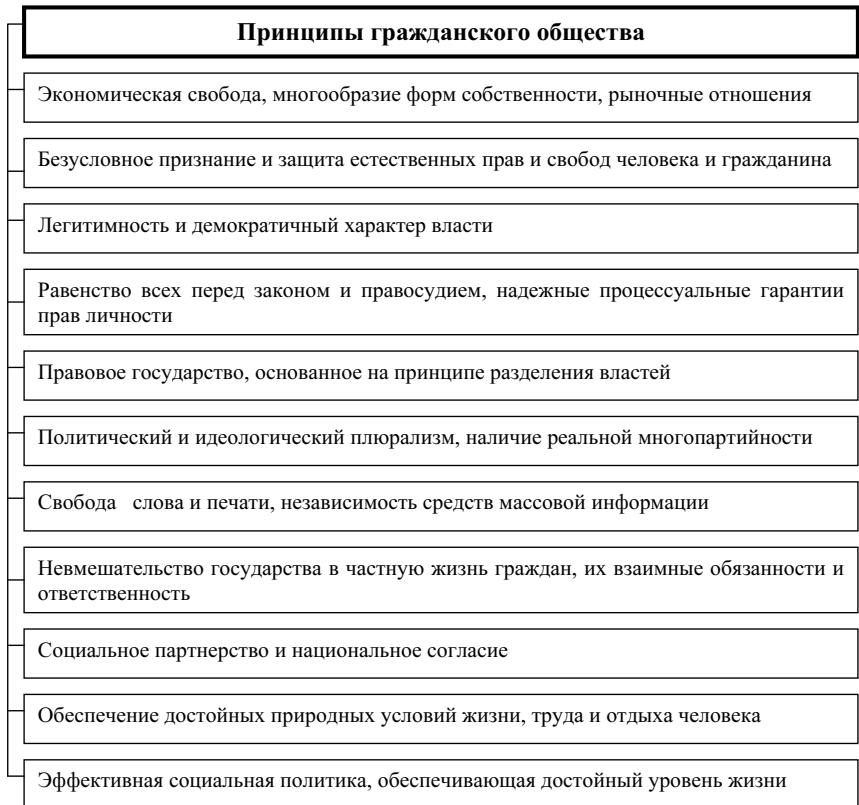 Принципы гражданского общества
Экономическая свобода, многообразие форм собственности, рыночные отношения
Безусловное признание и защита естественных прав и свобод человека и гражданина
Легитимность и демократичный характер власти
Равенство всех перед законом и правосудием, надежные процессуальные гарантии
прав личности
Правовое государство, основанное на принципе разделения властей
Политический и идеологический плюрализм, наличие реальной многопартийности
Свобода слова и печати, независимость средств массовой информации
Невмешательство государства в частную жизнь граждан, их взаимные обязанности и
ответственность
Социальное партнерство и национальное согласие
Обеспечение достойных природных условий жизни, труда и отдыха человека
Эффективная социальная политика, обеспечивающая достойный уровень жизни